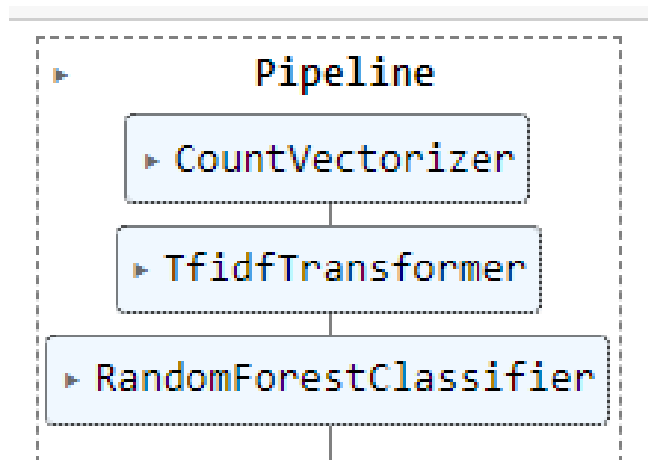 Pipeline
CountVectorizer
TfidfTransformer
RandomForestClassifier